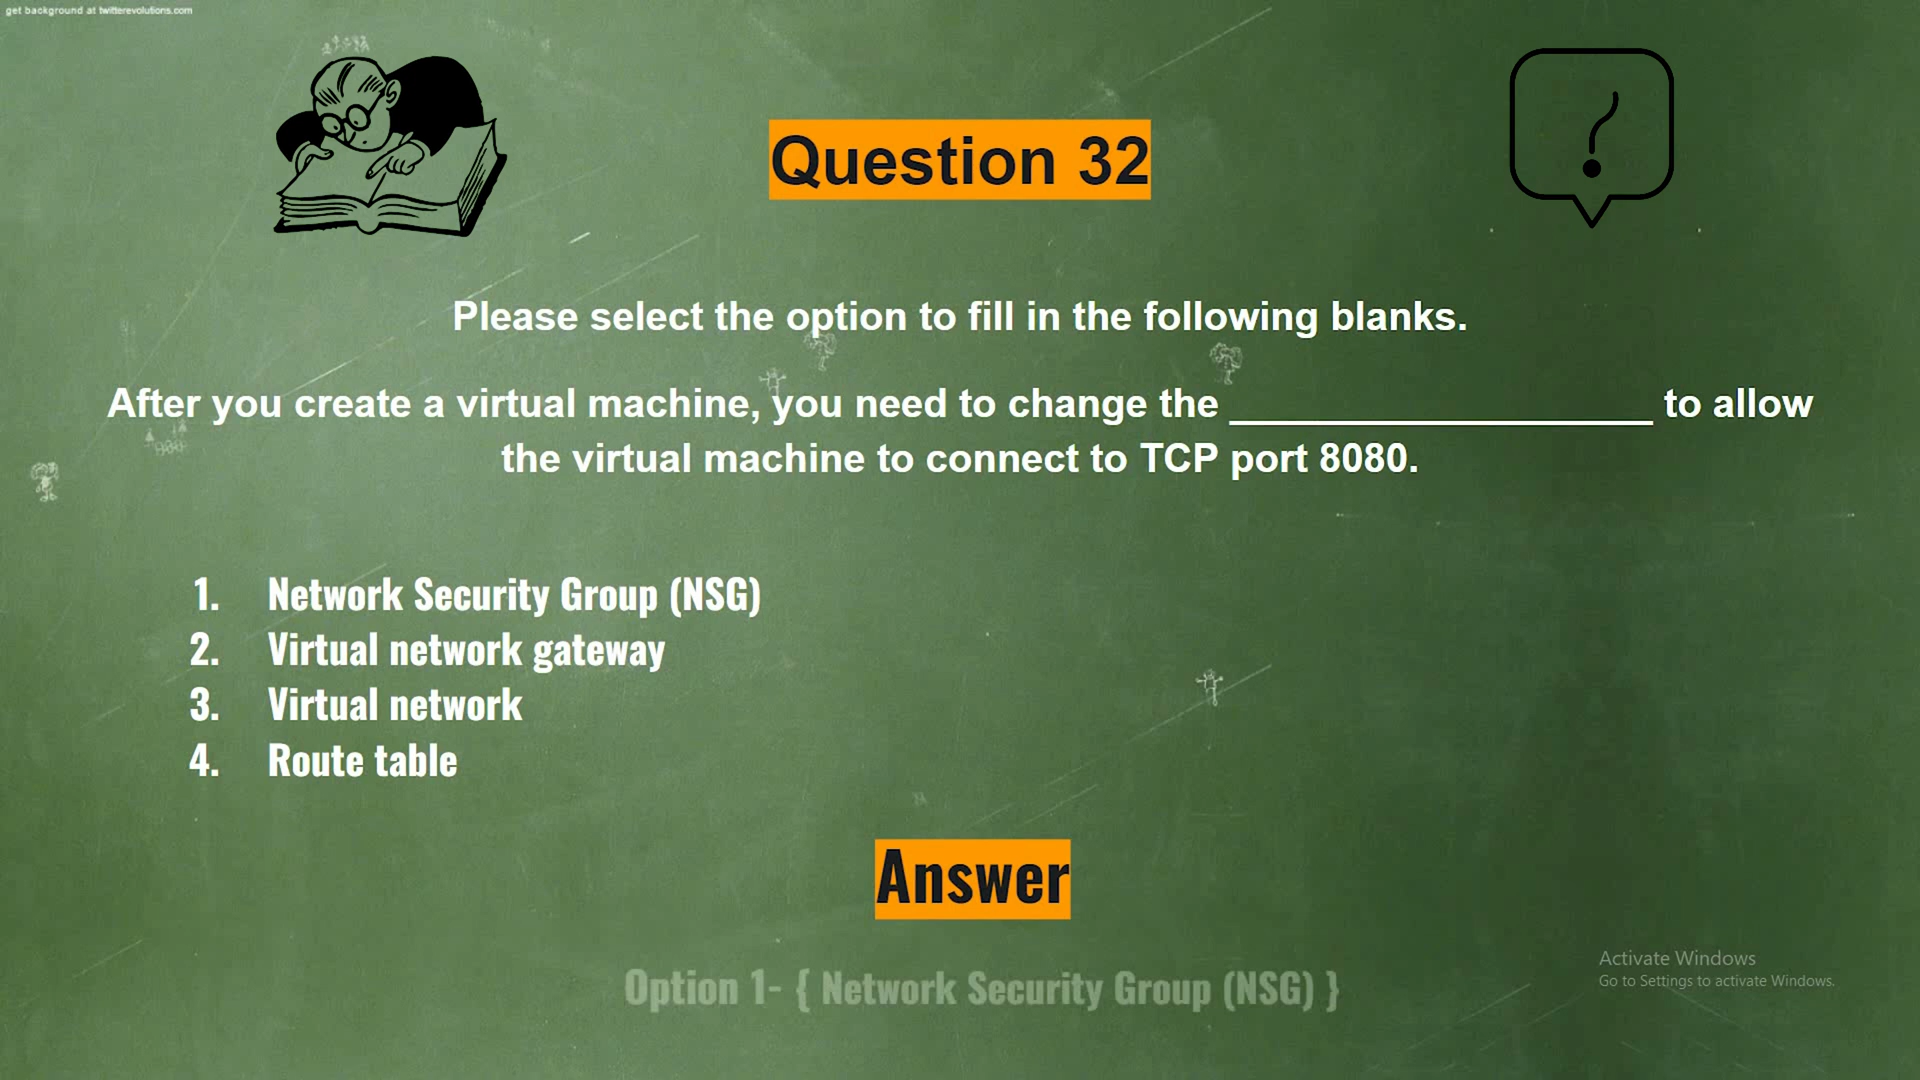 get background at twitterevolutions.com
Question 32
Please select the option to fill in the following blanks.
After you create a virtual machine, you need to change the ___________________ to allow
the virtual machine to connect to TCP port 8080.
1. Network Security Group (NSG)
2. Virtual network gateway
3. Virtual network
4. Route table
Answer
Option 1- { Network Security Group (NSG) }
Activate Windows
Go to Settings to activate Windows.